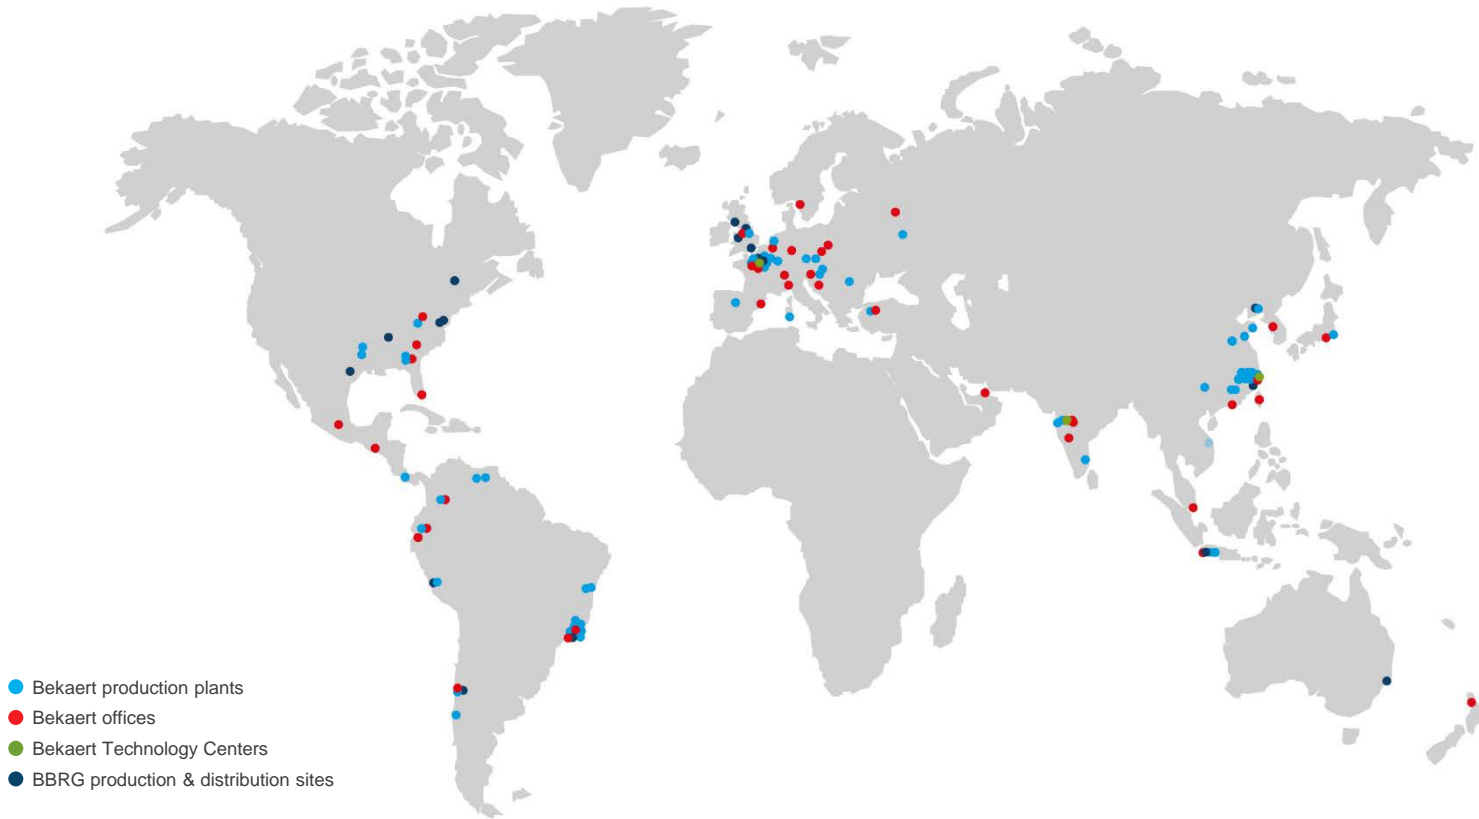 Bekaert production plants
Bekaert offices
Bekaert Technology Centers
BBRG production & distribution sites